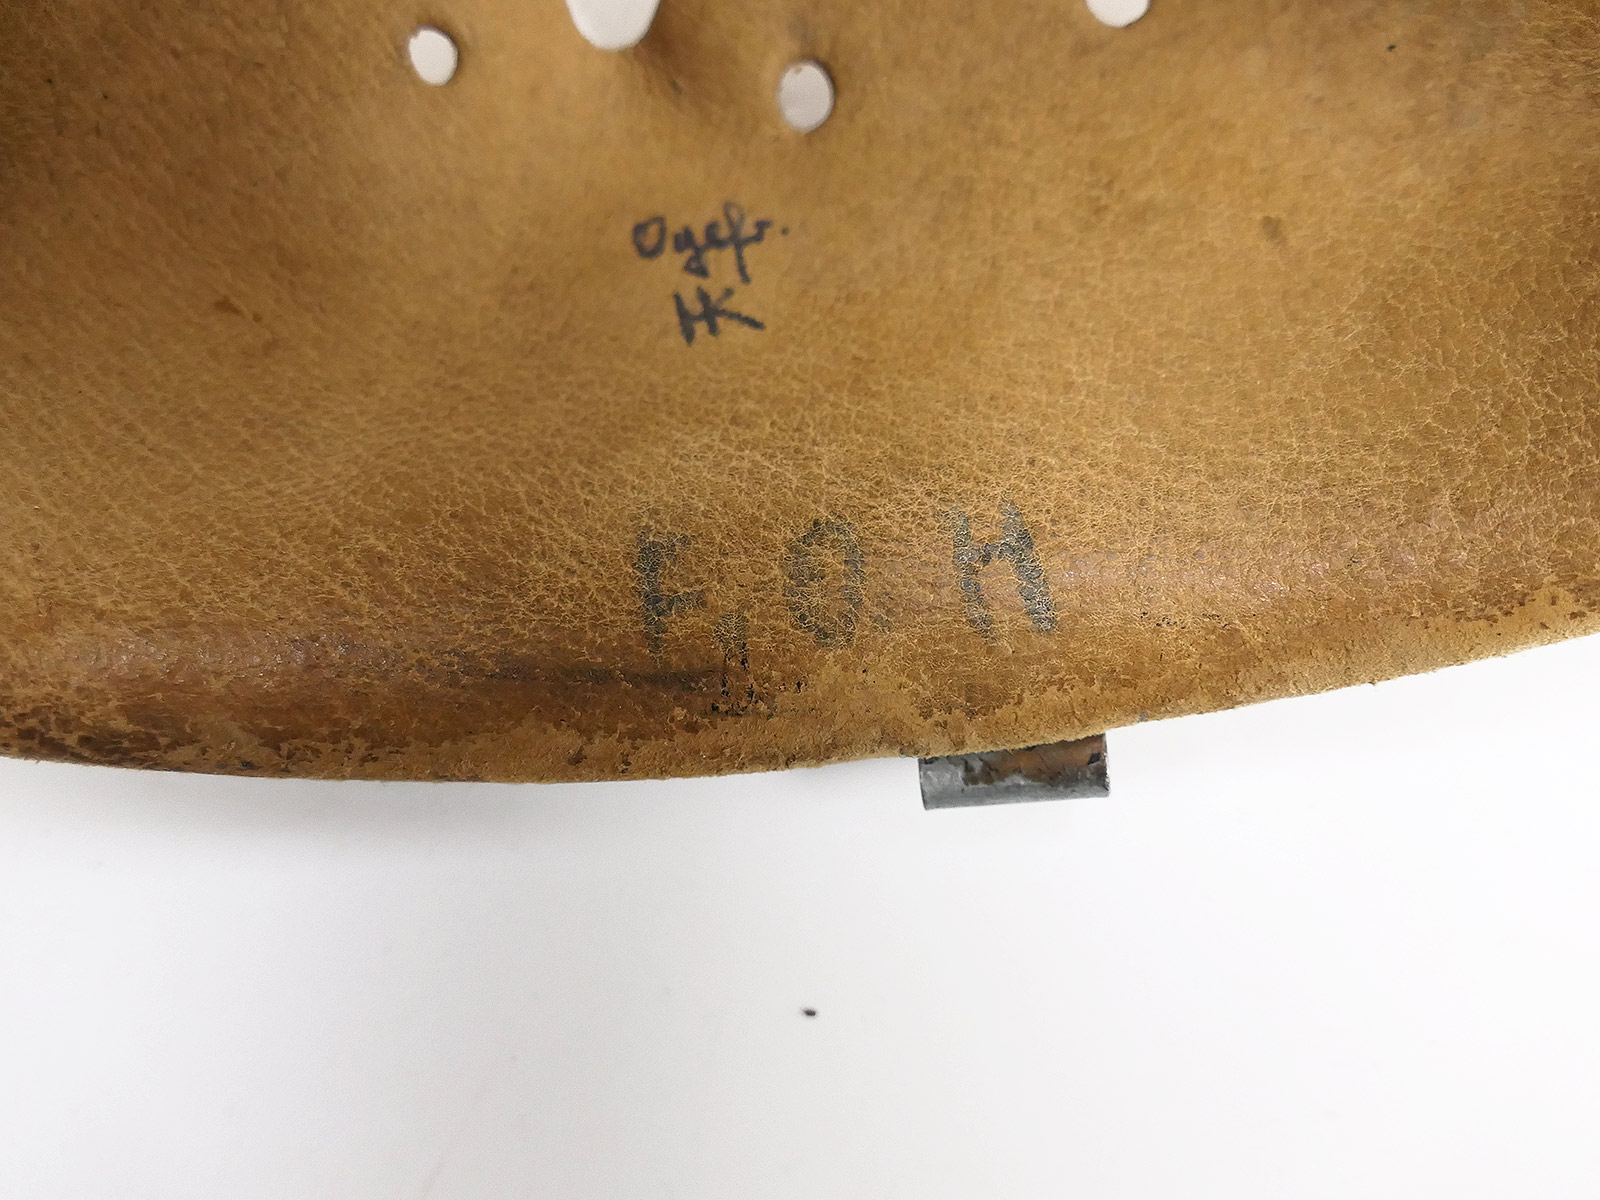 Ogefr.
HK
F. O H